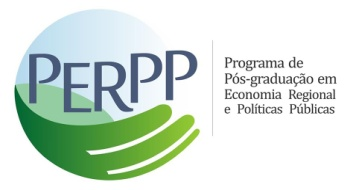 PERPP
Programa de
Pós-graduação em
Economia Regional
e Políticas Públicas